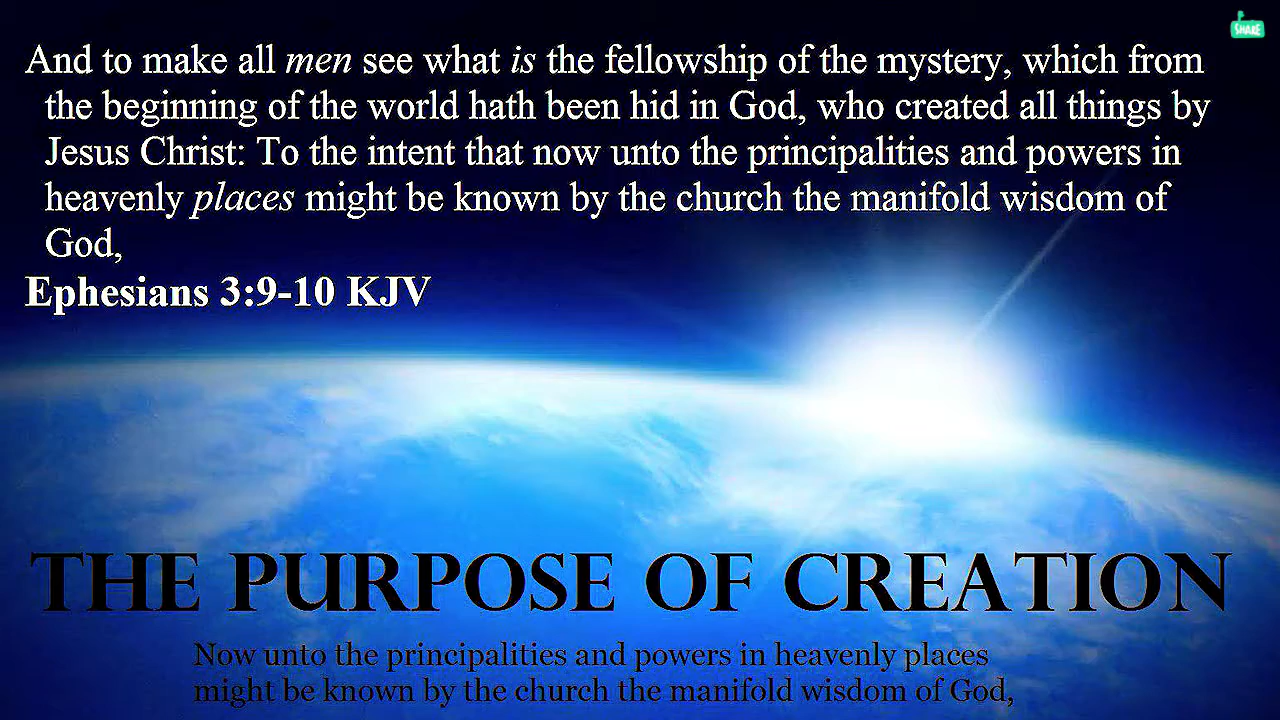 SHARE
And to make all men see what is the fellowship of the mystery, which from
the beginning of the world hath been hid in God, who created all things by
Jesus Christ: To the intent that now unto the principalities and powers in
heavenly places might be known by the church the manifold wisdom of
God,
Ephesians 3:9-10 KJV
THE PURPOSE OF CREATION
Now unto the principalities and powers in heavenly places
might be known by the church the manifold wisdom of God,